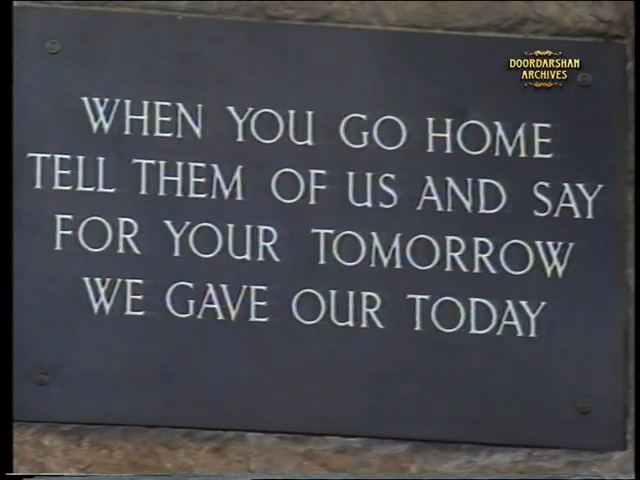 DOORDARSHAN
ARCHIVES
WHEN YOU GO HOME
TELL THEM OF US AND SAY
FOR YOUR TOMORROW
WE GAVE OUR TODAY